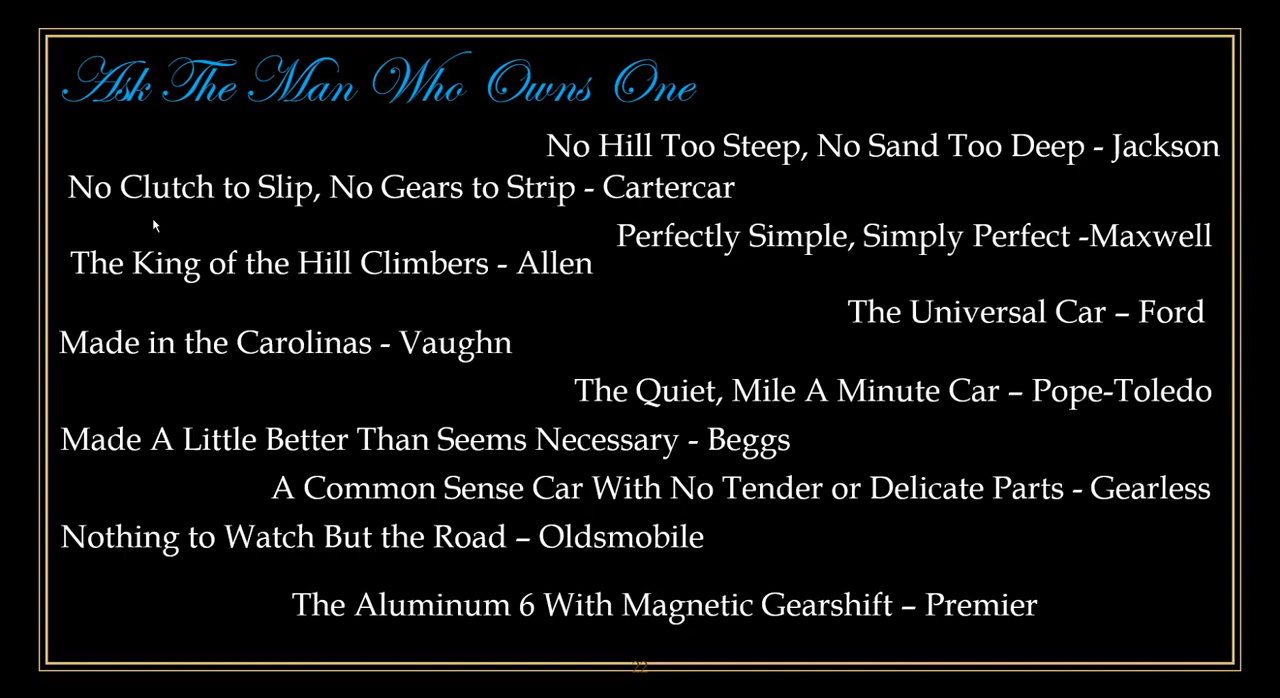 Ask The Man Who Owns One
No Hill Too Steep, No Sand Too Deep - Jackson
No Clutch to Slip, No Gears to Strip - Cartercar
Perfectly Simple, Simply Perfect -Maxwell
The King of the Hill Climbers - Allen
The Universal Car – Ford
Made in the Carolinas - Vaughn
The Quiet, Mile A Minute Car – Pope-Toledo
Made A Little Better Than Seems Necessary - Beggs
A Common Sense Car With No Tender or Delicate Parts - Gearless
Nothing to Watch But the Road – Oldsmobile
The Aluminum 6 With Magnetic Gearshift – Premier
22